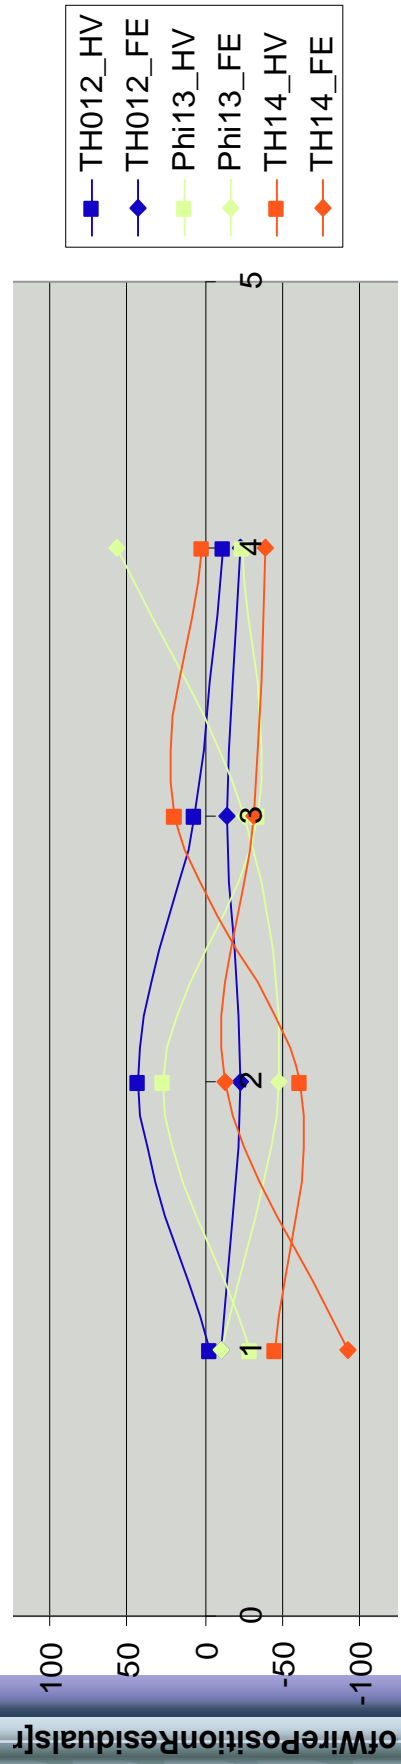 ofWirePositionResiduals[r
100
50
0
-50
-100
0
1
2
3
4
5
TH012_HV
TH012_FE
Phi13_HV
Phi13_FE
TH14_HV
TH14_FE